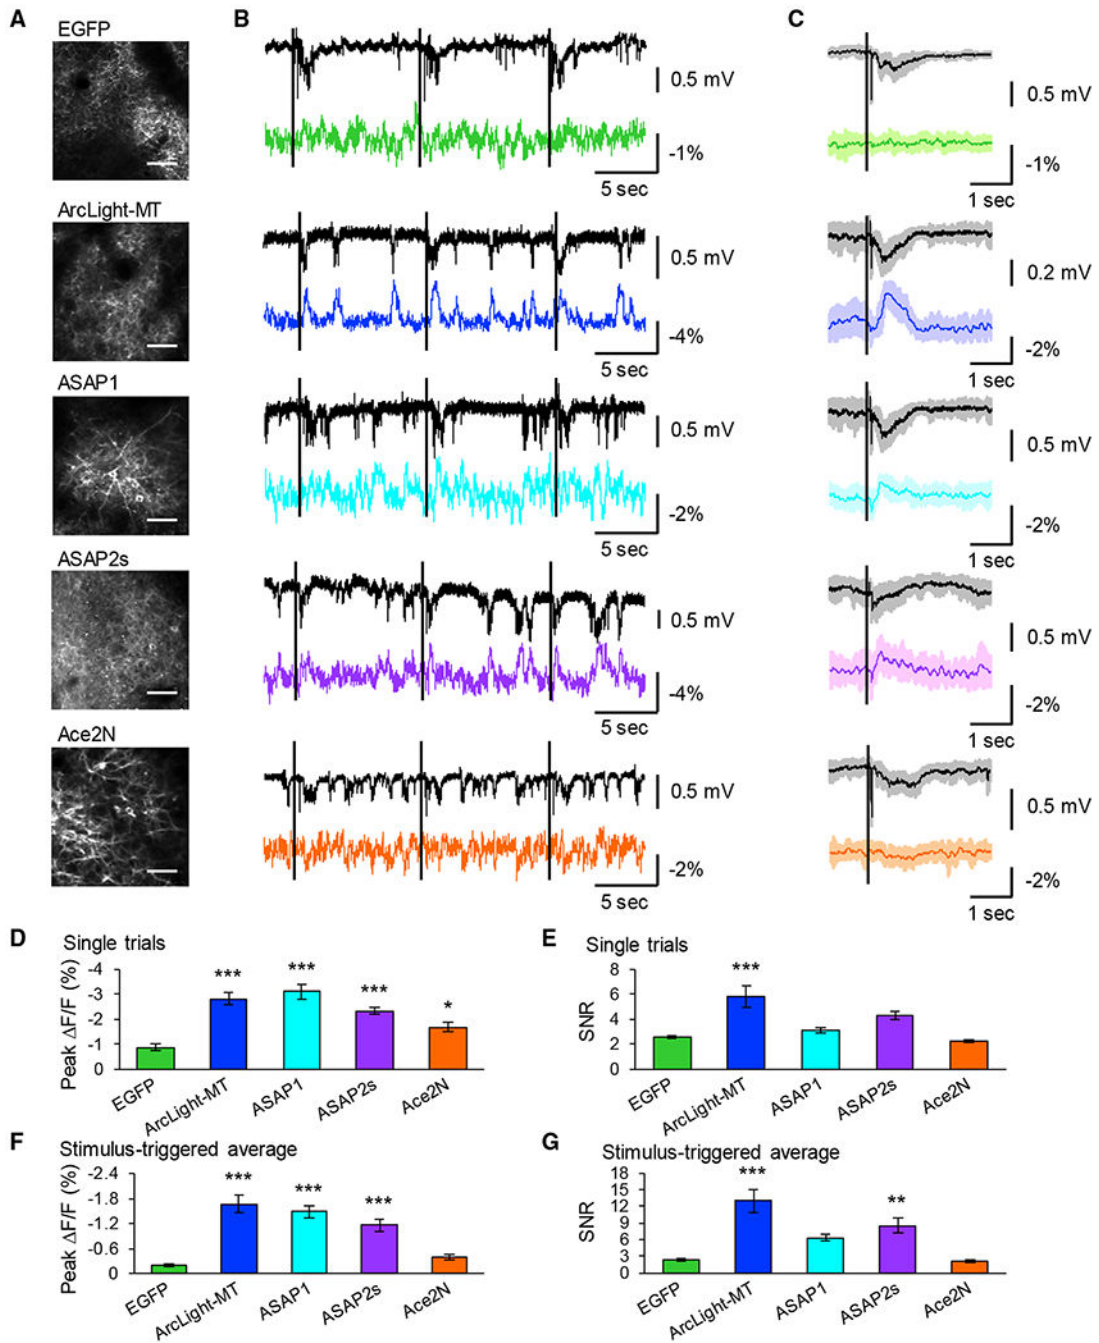 A
B
C
EGFP
0.5 mV
-1%
5 sec
0.5 mV
-1%
1 sec
ArcLight-MT
0.5 mV
-4%
5 sec
0.2 mV
-2%
1 sec
ASAP1
0.5 mV
-2%
5 sec
0.5 mV
-2%
1 sec
ASAP2s
0.5 mV
-4%
5 sec
0.5 mV
-2%
1 sec
Ace2N
0.5 mV
-2%
5 sec
0.5 mV
-2%
1 sec
D
Single trials
Peak ΔF/F (%)
-4
-3
-2
-1
0
***
***
***
*
EGFP
ArcLight-MT
ASAP1
ASAP2s
Ace2N
E
Single trials
SNR
8
6
4
2
0
***
EGFP
ArcLight-MT
ASAP1
ASAP2s
Ace2N
F
Stimulus-triggered average
Peak ΔF/F (%)
-2.4
-1.8
-1.2
-0.6
0
***
***
***
EGFP
ArcLight-MT
ASAP1
ASAP2s
Ace2N
G
Stimulus-triggered average
SNR
18
15
12
9
6
3
0
***
**
EGFP
ArcLight-MT
ASAP1
ASAP2s
Ace2N